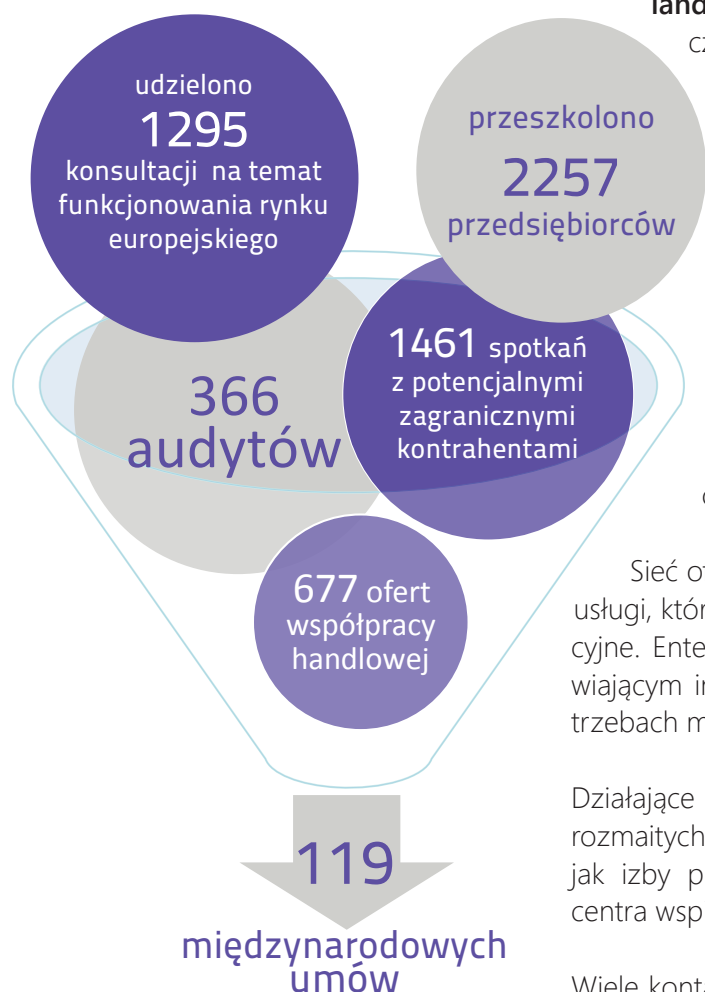 udzielono
1295
konsultacji na temat
funkcjonowania rynku
europejskiego
przeszkolono
2257
przedsiębiorców
366
audytów
1461 spotkań
z potencjalnymi
zagranicznymi
kontrahentami
677 ofert
współpracy
handlowej
119
międzynarodowych
umów
land
Sieć
usługi, któr
cyjne. Ente
wiającym
trzebach m
Działające
rozmaitych
jak izby p
centra wsp
Wiele